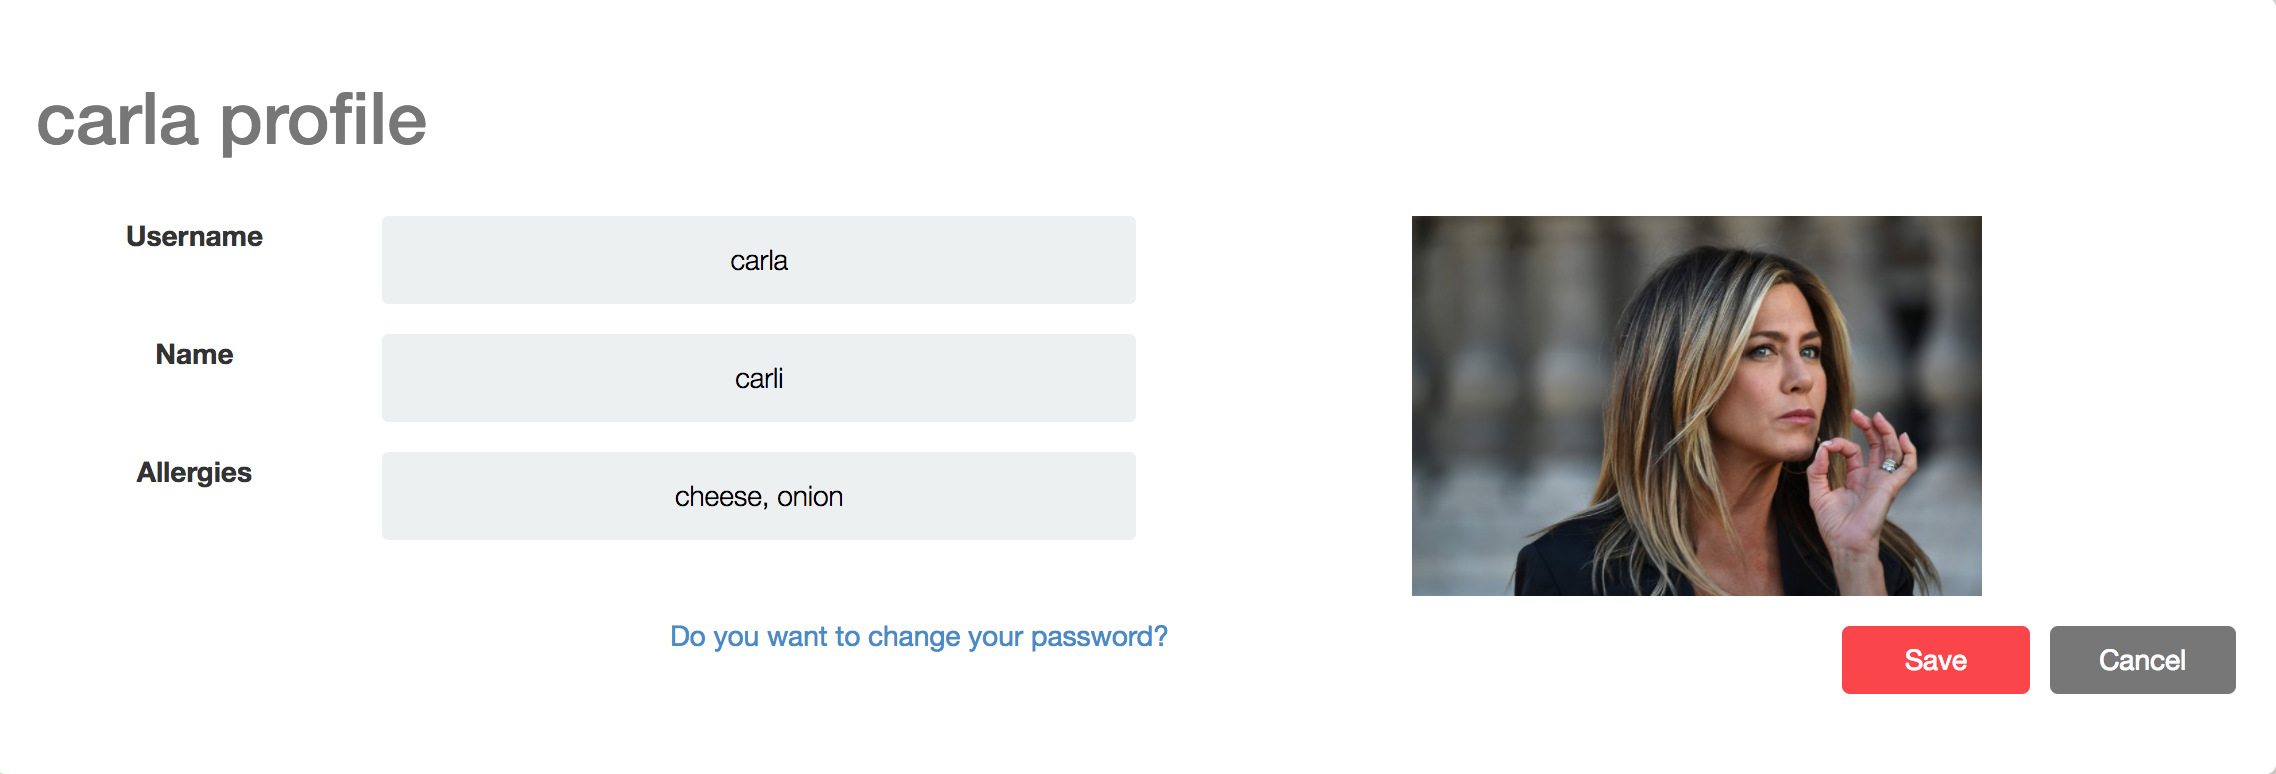 carla profile
Username
carla
Name
carli
Allergies
cheese, onion
Do you want to change your password?
Save
Cancel